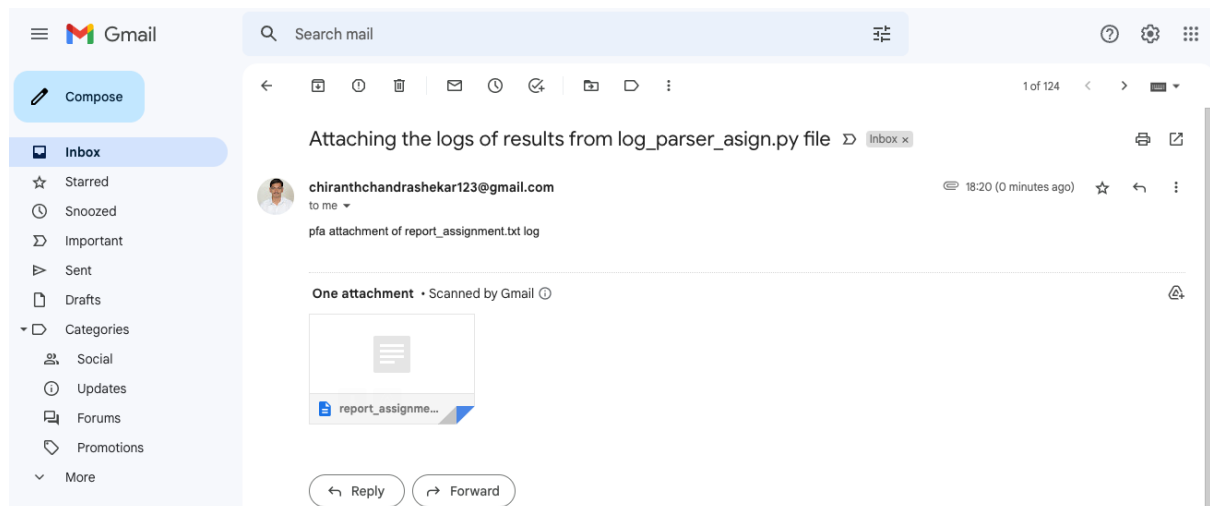 Gmail
Search mail
Compose
1 of 124
Inbox
Starred
Snoozed
Important
Sent
Drafts
Categories
Social
Updates
Forums
Promotions
More
Attaching the logs of results from log_parser_asign.py file Inbox ×
chiranthchandrashekar123@gmail.com 18:20 (0 minutes ago)
to me
pfa attachment of report_assignment.txt log
One attachment • Scanned by Gmail
report_assignme...
Reply Forward